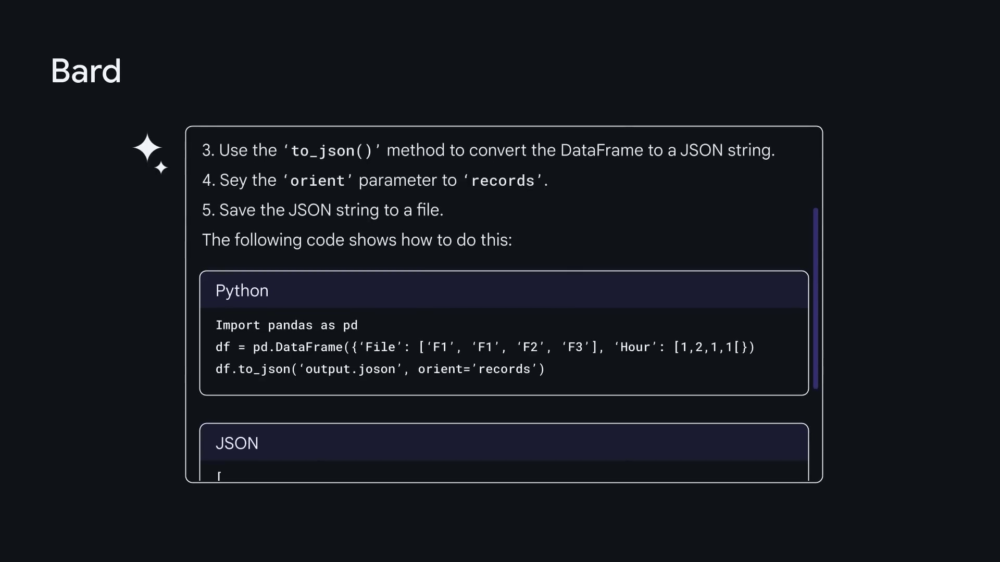 Bard
3. Use the ‘to_json()’ method to convert the DataFrame to a JSON string.
4. Sey the ‘orient’ parameter to ‘records’.
5. Save the JSON string to a file.
The following code shows how to do this:
Python
Import pandas as pd
df = pd.DataFrame({‘File’: [‘F1’, ‘F1’, ‘F2’, ‘F3’], ‘Hour’: [1,2,1,1[})
df.to_json(‘output.joson’, orient=’records’)
JSON
[